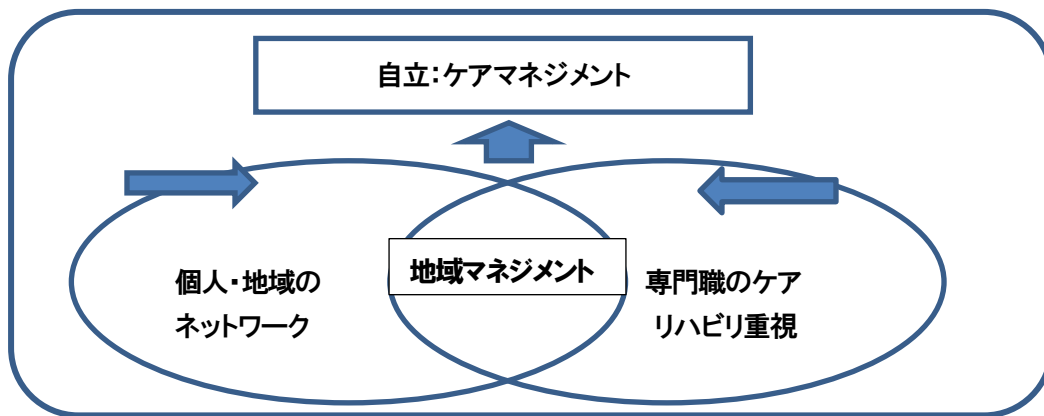 自立：ケアマネジメント
地域マネジメント
個人・地域の
ネットワーク
専門職のケア
リハビリ重視